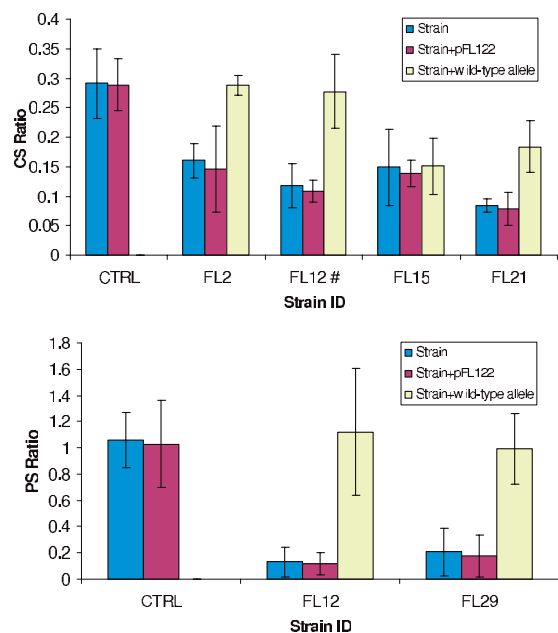 0.4
0.35
0.3
0.25
0.2
0.15
0.1
0.05
0
CS Ratio
Strain
Strain+pFL122
Strain+wild-type allele
CTRL FL2 FL12 # FL15 FL21
Strain ID
1.8
1.6
1.4
1.2
1
0.8
0.6
0.4
0.2
0
PS Ratio
Strain
Strain+pFL122
Strain+wild-type allele
CTRL FL12 FL29
Strain ID